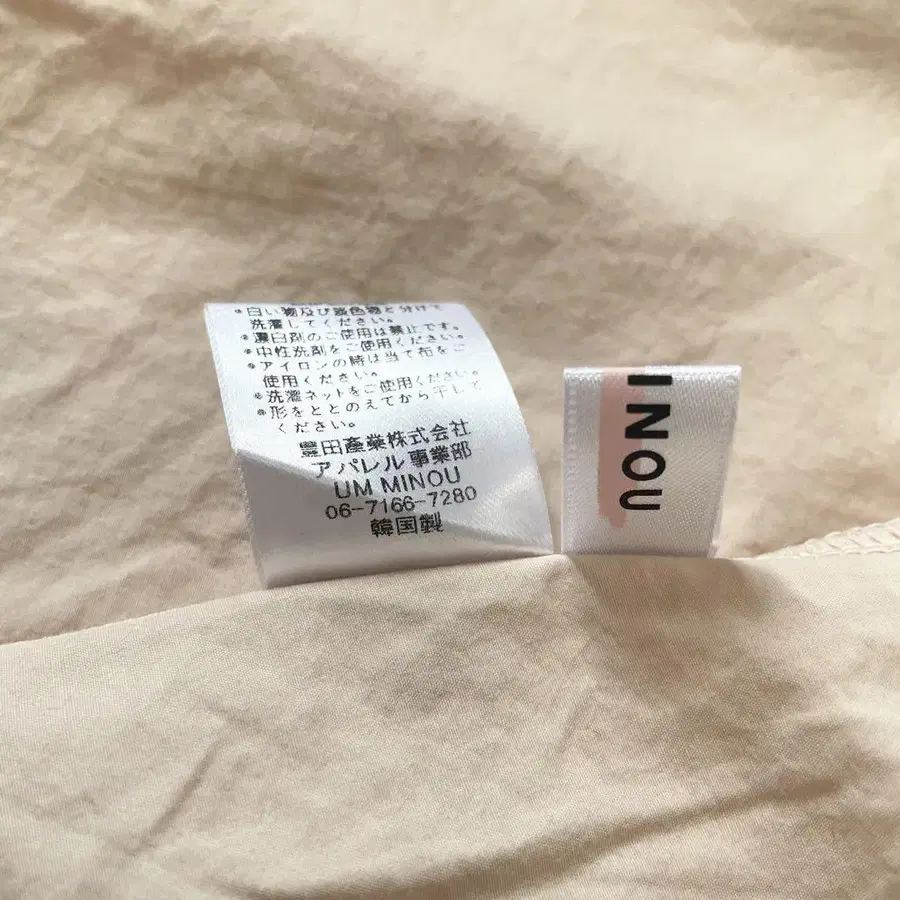 白い物及び淡色物と分けて
洗濯してください。
漂白剤のご使用は禁止です。
中性洗剤をご使用ください。
アイロンの時は当て布をご
使用ください。
洗濯ネットをご使用ください。
形をととのえてから干して
ください。
豊田産業株式会社
アパレル事業部
UM MINOU
06-7166-7280
韓国製
I NOU